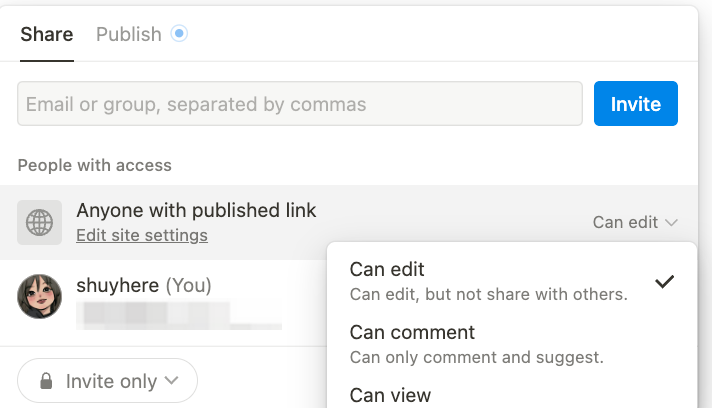 Share Publish
Email or group, separated by commas Invite
People with access
Anyone with published link
Edit site settings
Can edit
shuyhere (You)
Can edit
Can edit, but not share with others.
Can comment
Can only comment and suggest.
Can view
Invite only